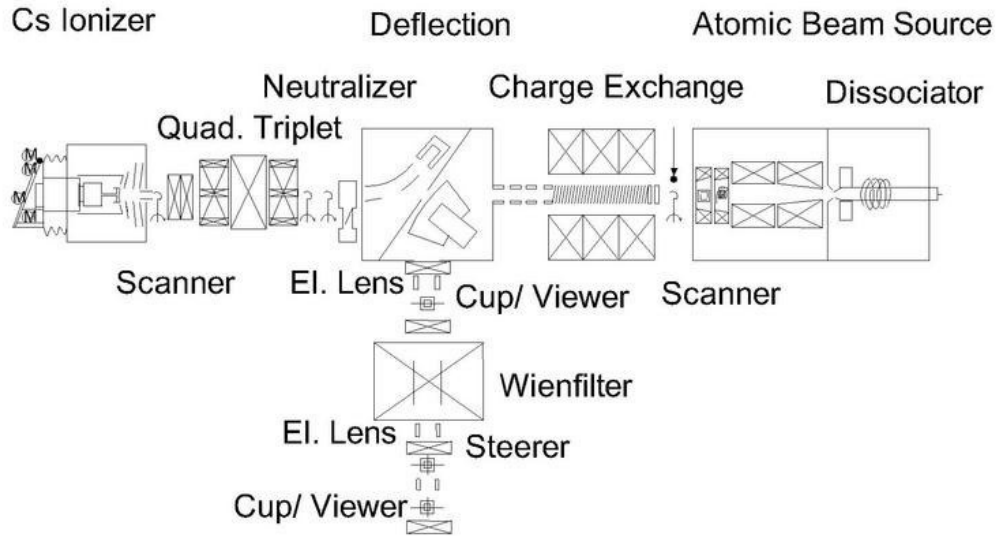 Cs Ionizer
Deflection
Atomic Beam Source
Neutralizer
Charge Exchange
Dissociator
Quad. Triplet
M
M
M
M
Scanner
El. Lens
Cup/ Viewer
Scanner
Wienfilter
El. Lens
Steerer
Cup/ Viewer